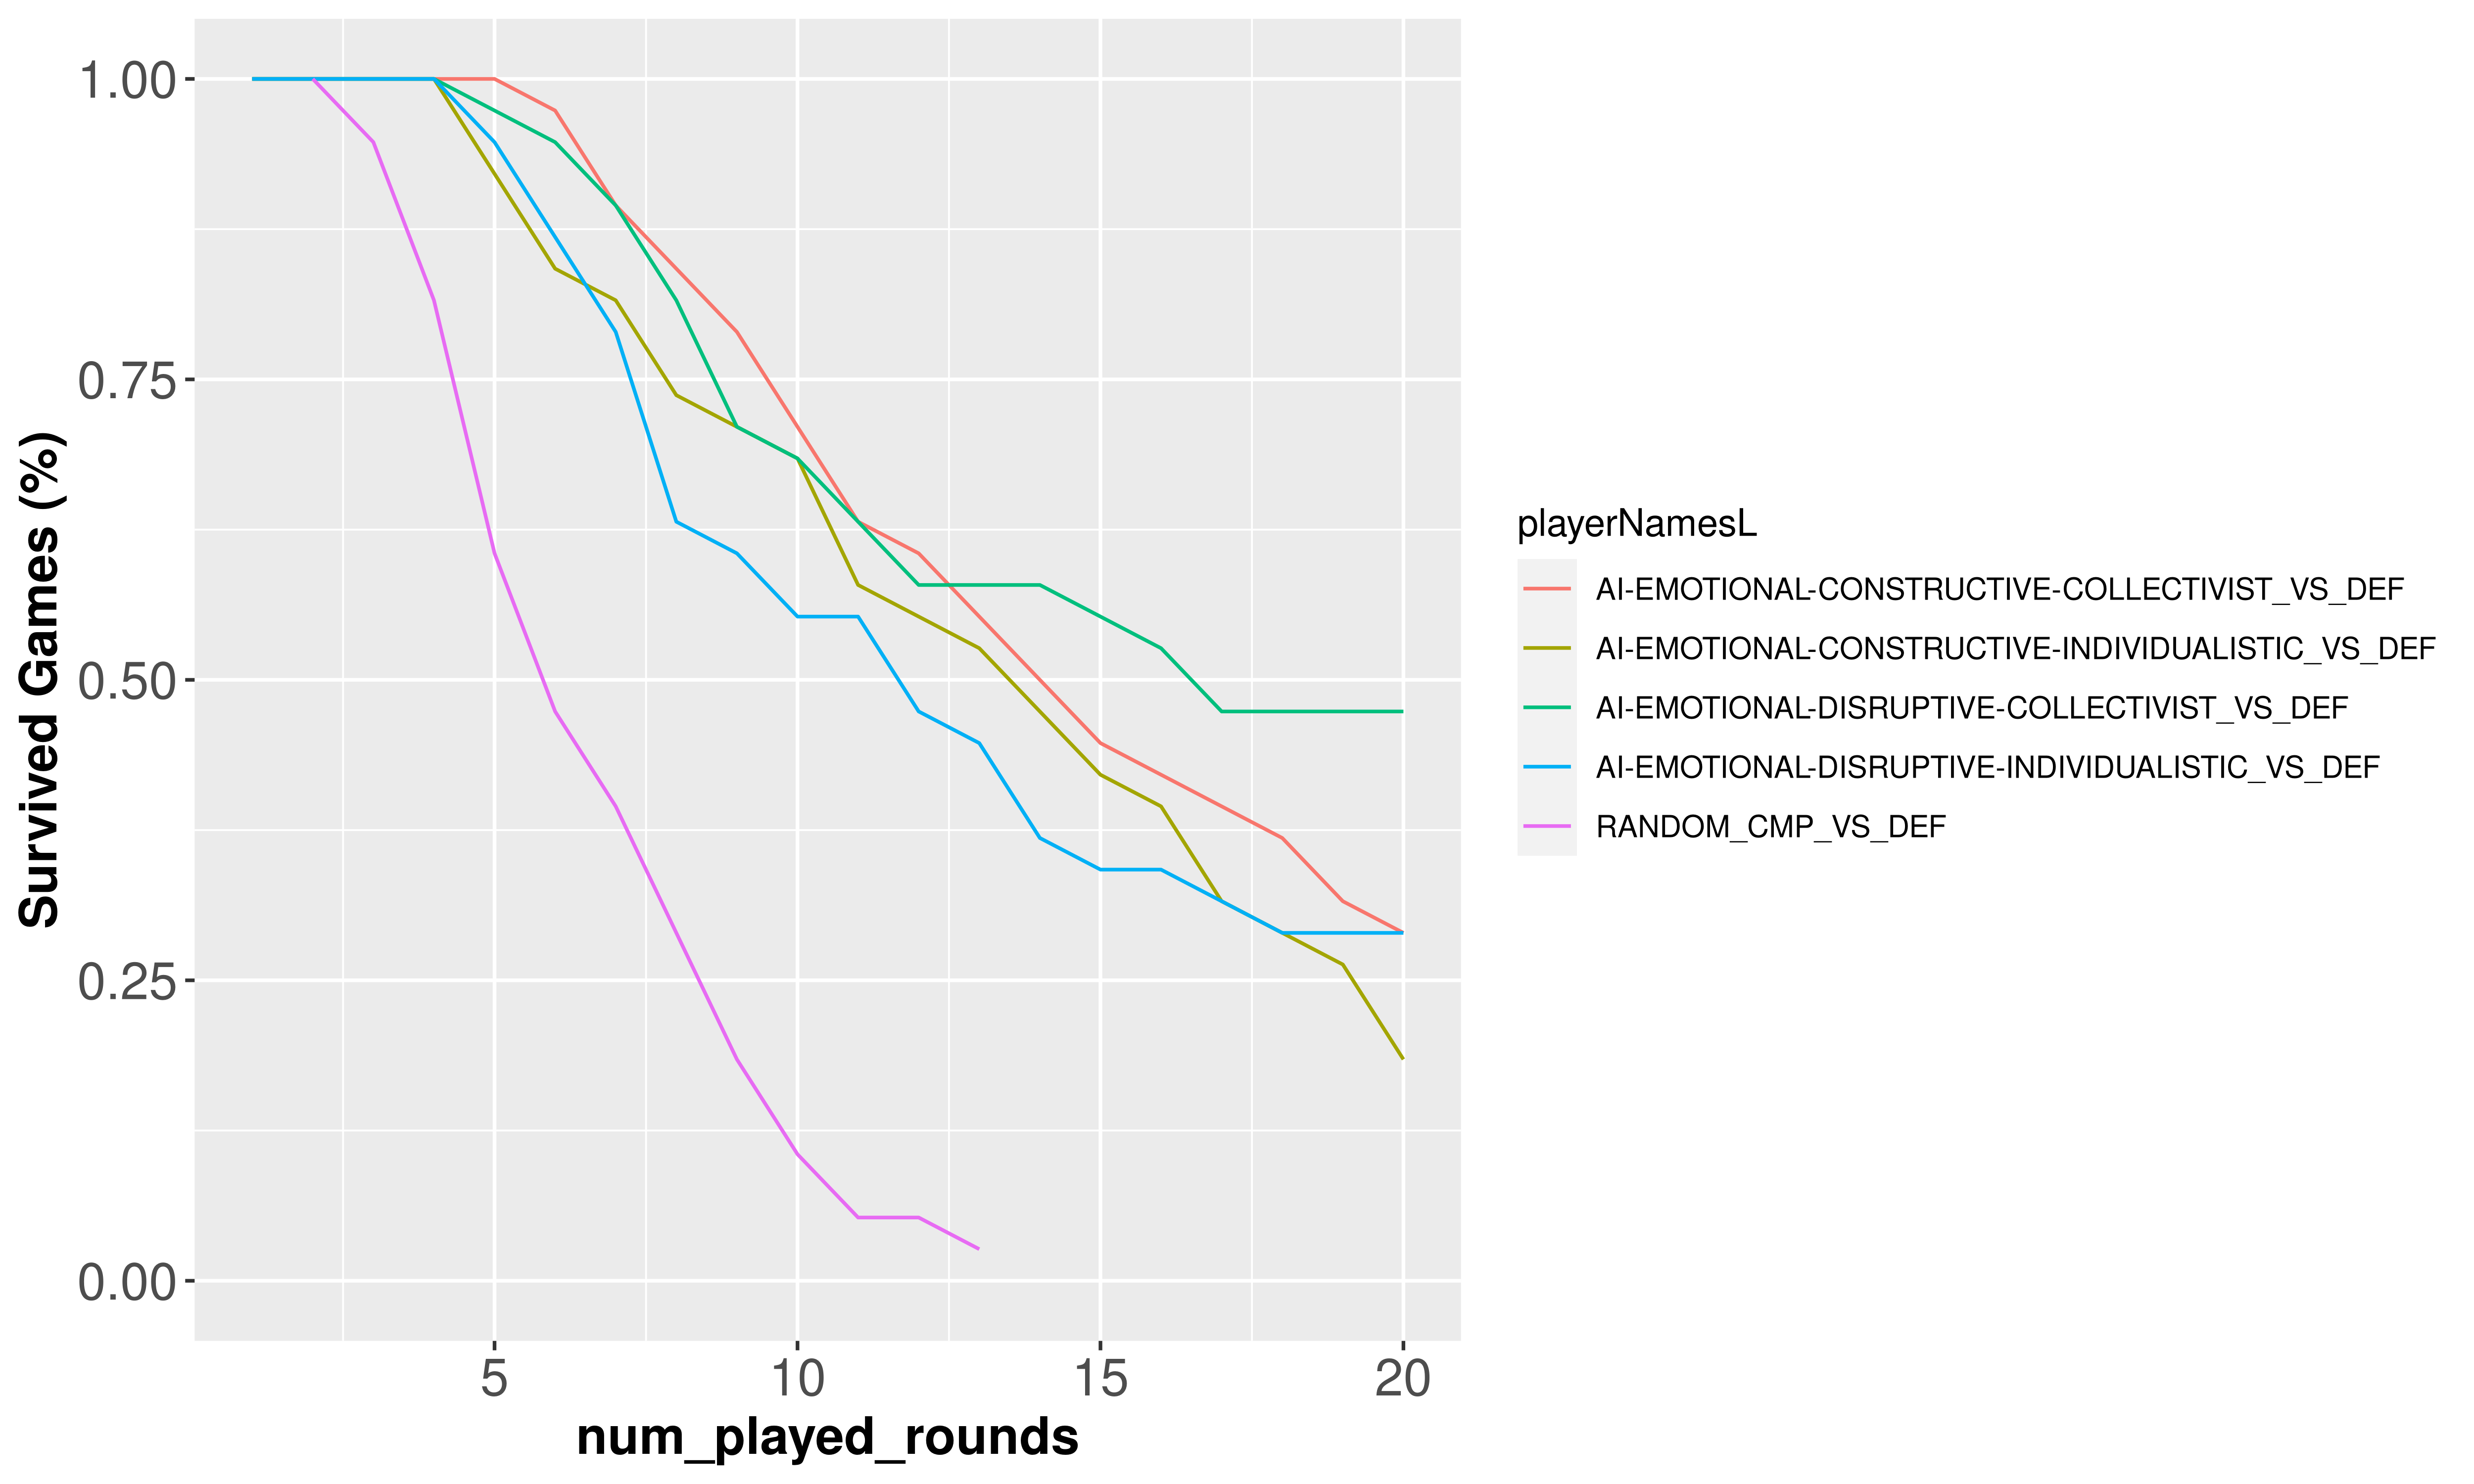 Survived Games (%)
1.00
0.75
0.50
0.25
0.00
5
10
15
20
num_played_rounds
playerNamesL
AI-EMOTIONAL-CONSTRUCTIVE-COLLECTIVIST_VS_DEF
AI-EMOTIONAL-CONSTRUCTIVE-INDIVIDUALISTIC_VS_DEF
AI-EMOTIONAL-DISRUPTIVE-COLLECTIVIST_VS_DEF
AI-EMOTIONAL-DISRUPTIVE-INDIVIDUALISTIC_VS_DEF
RANDOM_CMP_VS_DEF